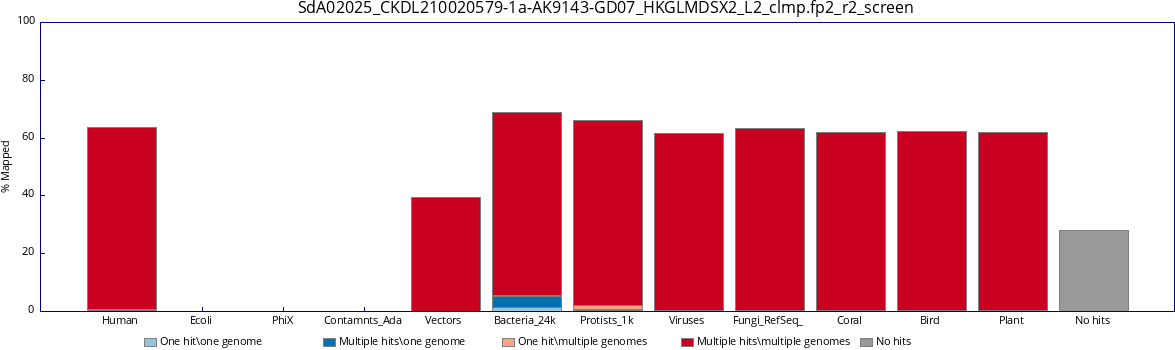 SdA02025_CKDL210020579-1a-AK9143-GD07_HKGLMDSX2_L2_clmp.fp2_r2_screen
100
80
60
40
20
0
% Mapped
Human Ecoli PhiX Contamnts_Ada Vectors Bacteria_24k Protists_1k Viruses Fungi_RefSeq_ Coral Bird Plant No hits
One hit\one genome Multiple hits\one genome One hit\multiple genomes Multiple hits\multiple genomes No hits